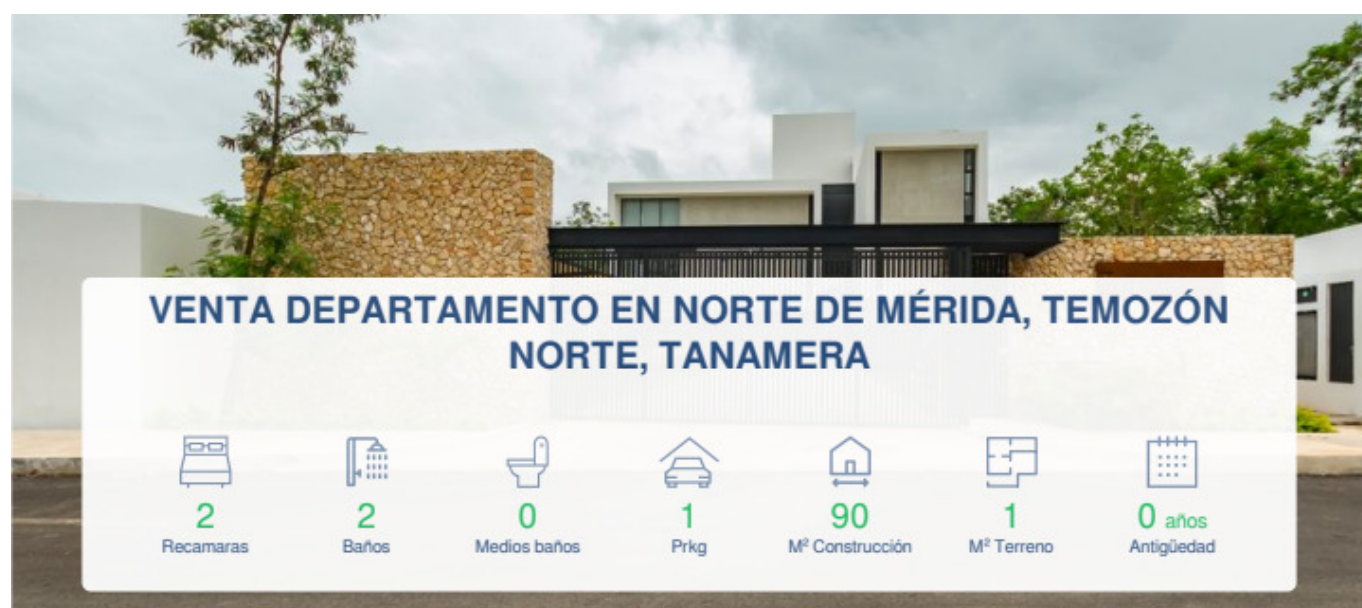 VENTA DEPARTAMENTO EN NORTE DE MÉRIDA, TEMOZÓN
NORTE, TANAMERA
2 2 0 1 90 1 0 años
Recamaras Baños Medios baños Prkg M² Construcción M² Terreno Antigüedad